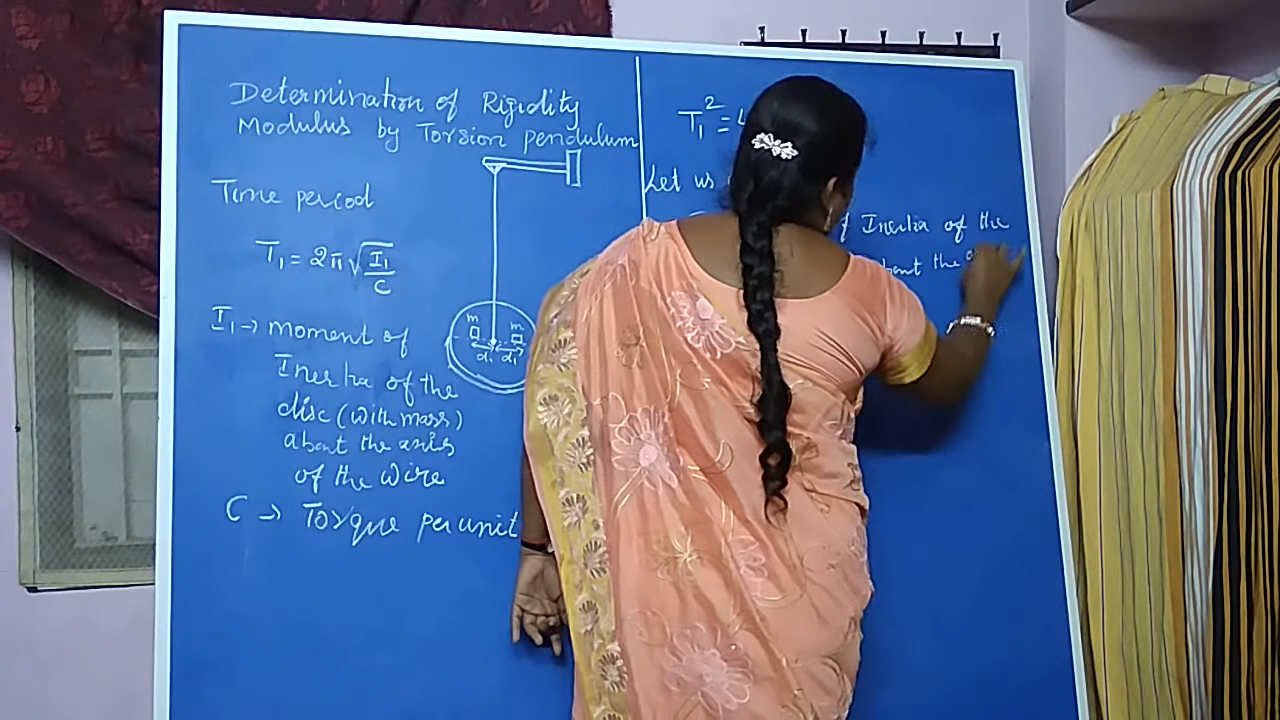 Determination of Rigidity
Modulus by Torsion pendulum
Time period
T₁ = 2π√(I₁/C)
I₁ → moment of
Inertia of the
disc (with mass)
about the axis
of the wire
C → Torque per unit
m
m
d₁
d₁
T₁² =
Let us
Inertia of the
about the